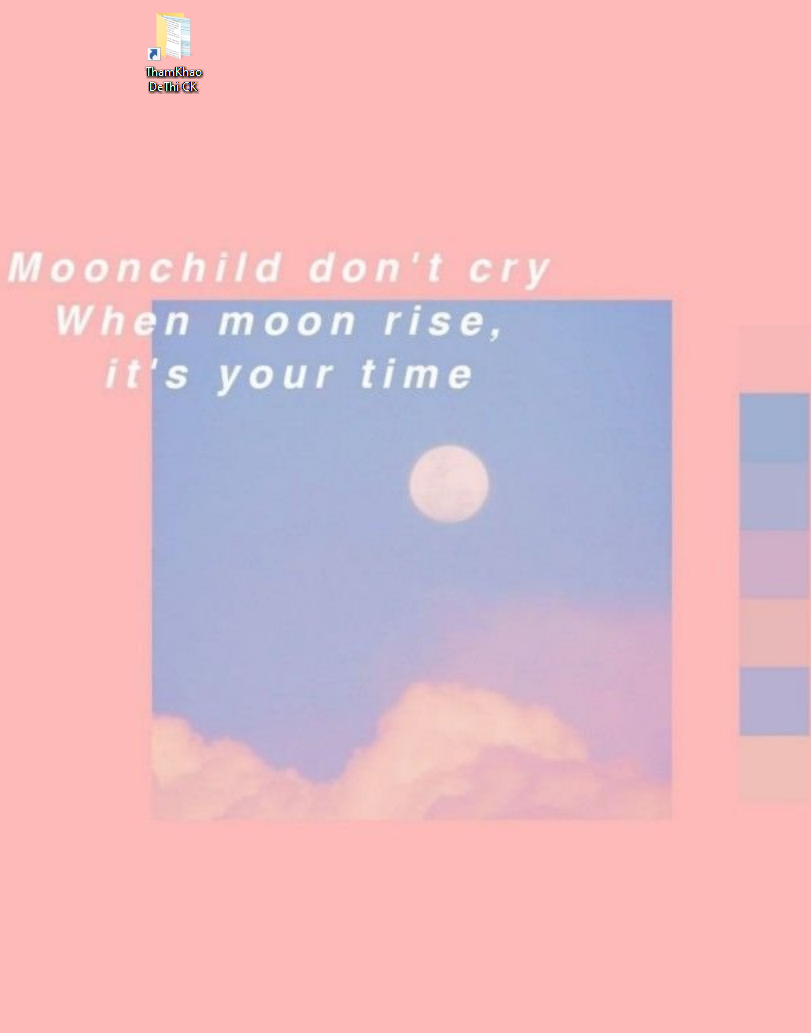 ThamKhao
DeThi CK
Moonchild don't cry
When moon rise,
it's your time